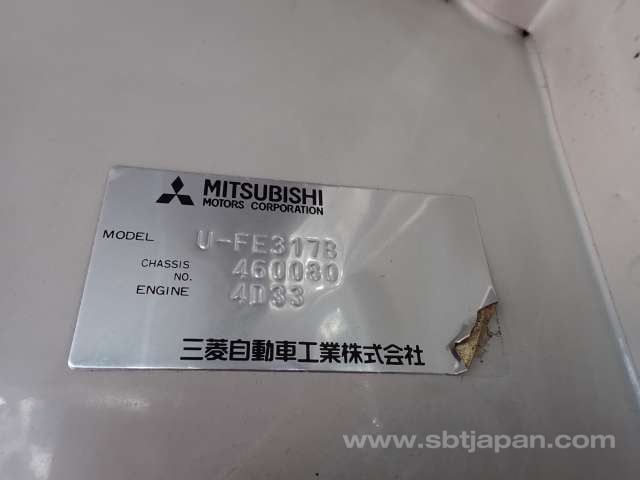 MITSUBISHI
MOTORS CORPORATION
MODEL U-FE317B
CHASSIS NO. 460080
ENGINE 4D33
三菱自動車工業株式会社
www.sbtjapan.com